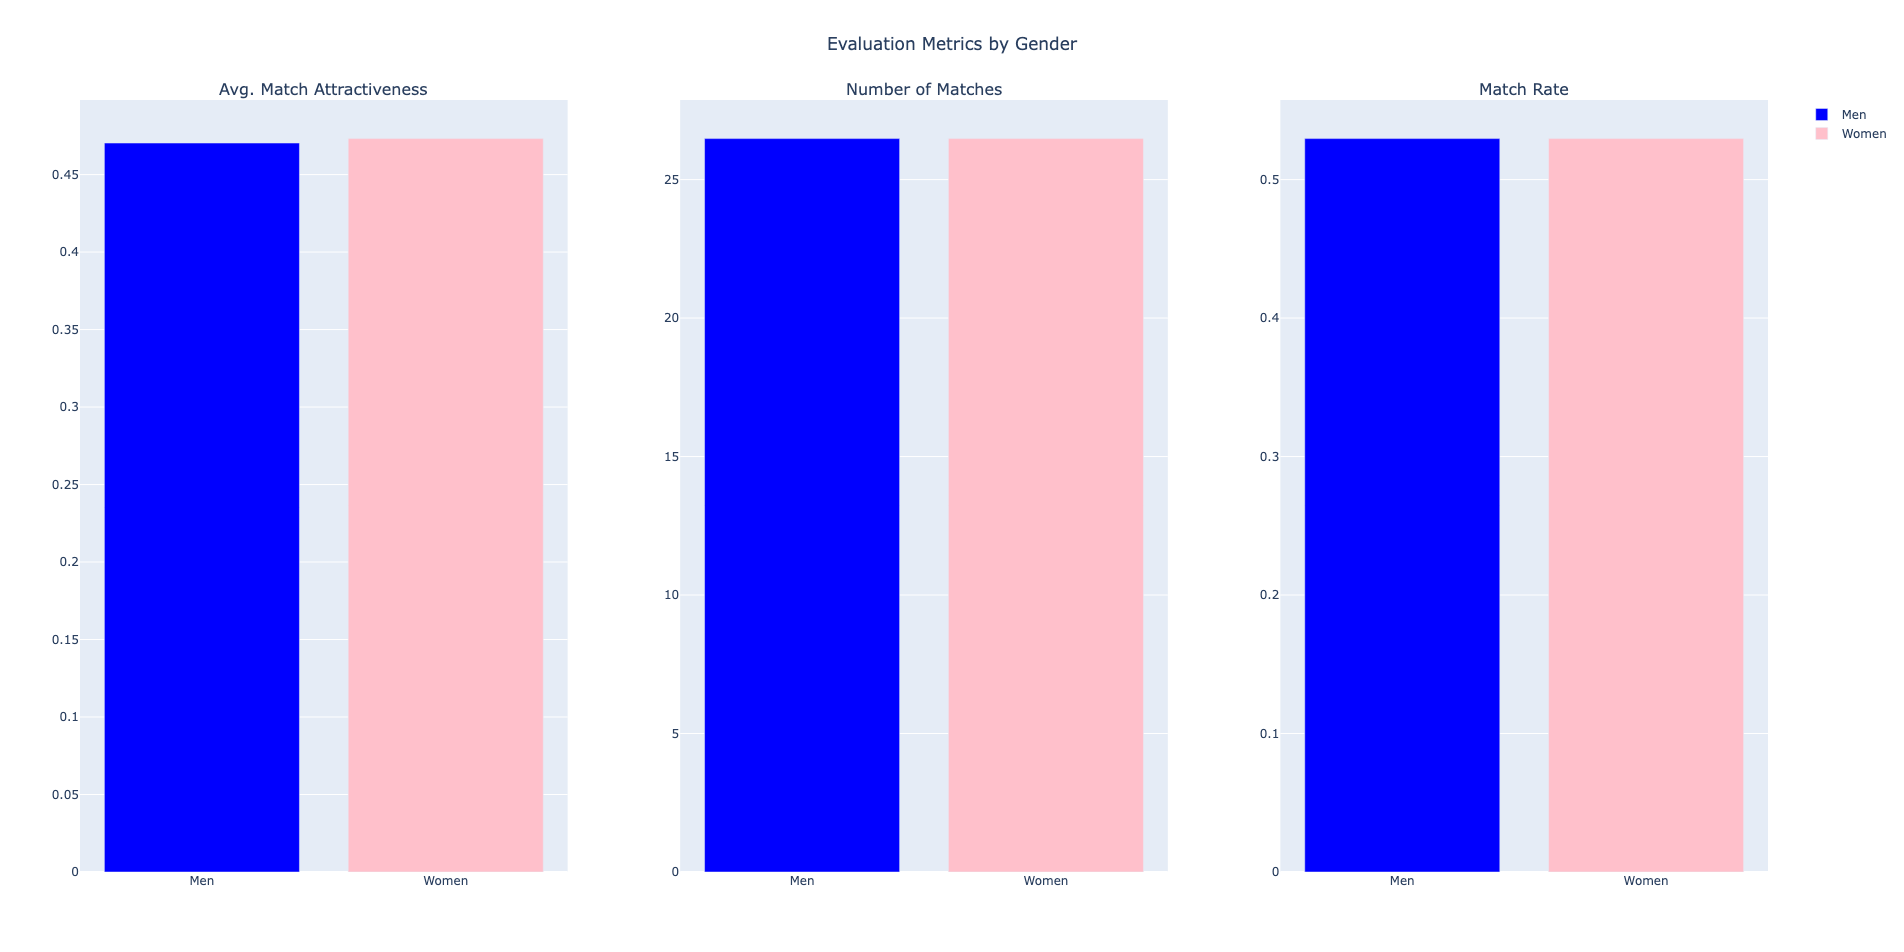 Evaluation Metrics by Gender
Avg. Match Attractiveness
0.45
0.4
0.35
0.3
0.25
0.2
0.15
0.1
0.05
0
Men Women
Number of Matches
25
20
15
10
5
0
Men Women
Match Rate
0.5
0.4
0.3
0.2
0.1
0
Men Women
Men
Women